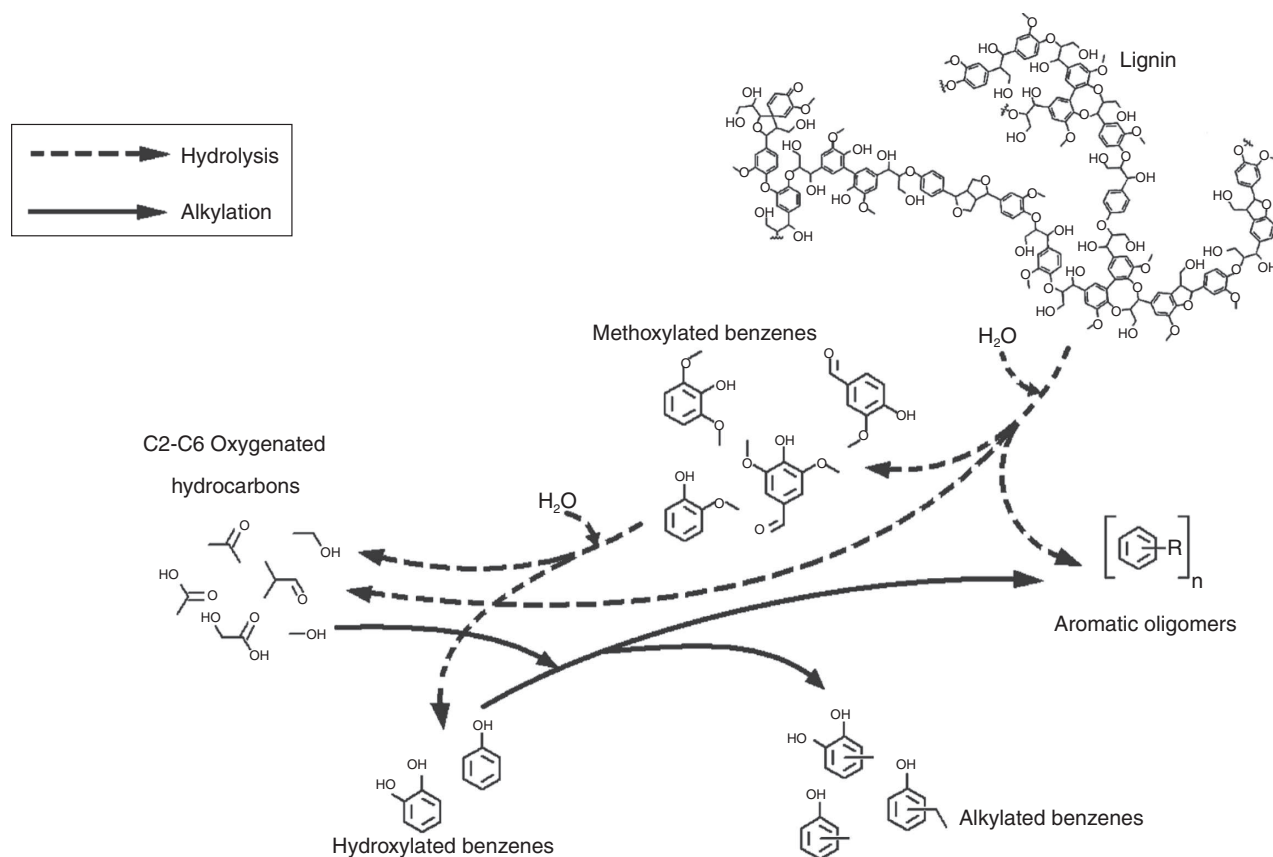 Lignin
Hydrolysis
Alkylation
Methoxylated benzenes
H₂O
C2-C6 Oxygenated
hydrocarbons
H₂O
[R]n
Aromatic oligomers
Hydroxylated benzenes
Alkylated benzenes